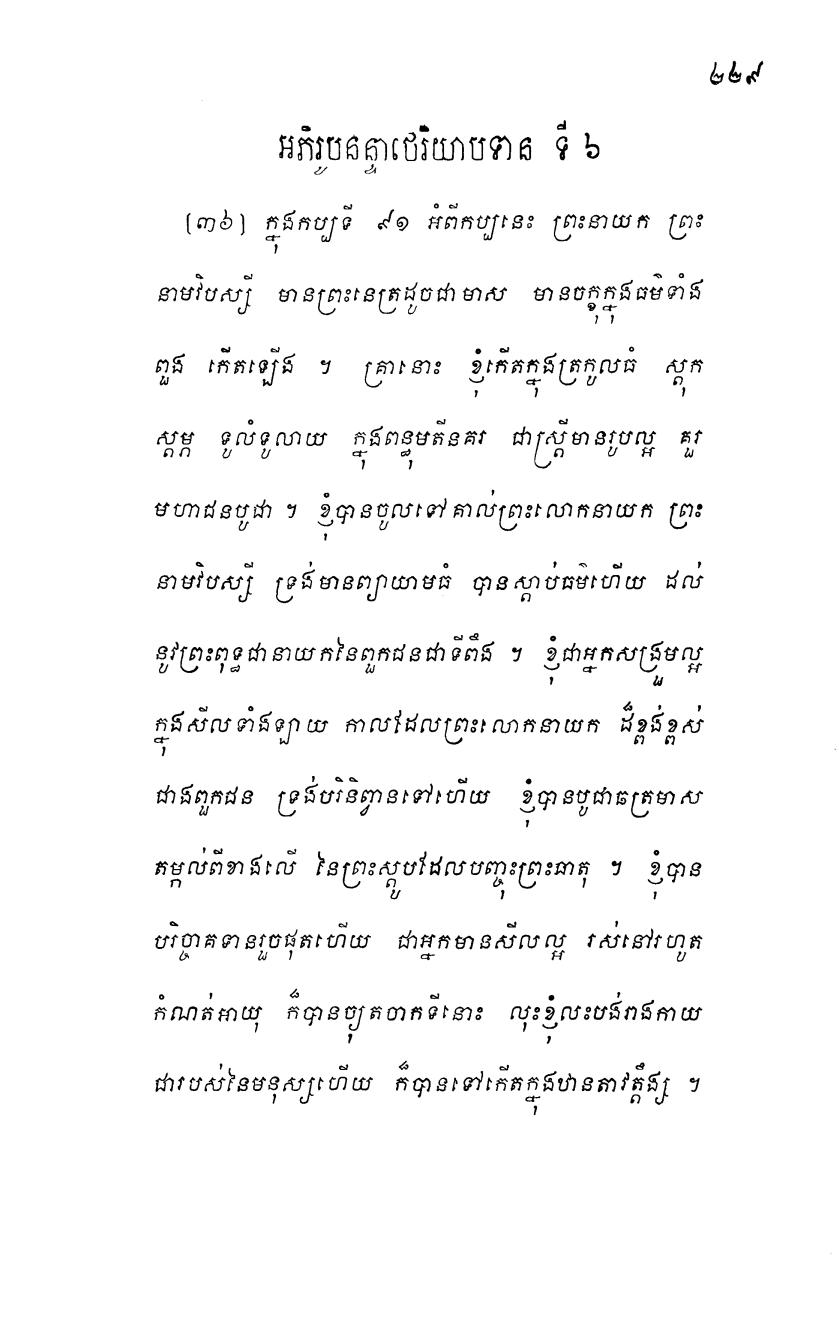 ២២៩
អភិរូបនន្ទាថេរិយាបទាន ទី ៦
(៣៦) ក្នុងកប្បទី ៩១ អំពីកប្បនេះ ព្រះនាយក ព្រះ
នាមវិបស្សី មានព្រះនេត្រដូចជាមាស មានចក្ខុក្នុងធម៌ទាំង
ពួង កើតឡើង ។ គ្រានោះ ខ្ញុំកើតក្នុងត្រកូលធំ ស្តុក
ស្តម្ភ ទូលំទូលាយ ក្នុងពន្ធុមតីនគរ ជាស្ត្រីមានរូបល្អ គួរ
មហាជនបូជា ។ ខ្ញុំបានចូលទៅគាល់ព្រះលោកនាយក ព្រះ
នាមវិបស្សី ទ្រង់មានព្យាយាមធំ បានស្តាប់ធម៌ហើយ ដល់
នូវព្រះពុទ្ធជានាយកនៃពួកជនជាទីពឹង ។ ខ្ញុំជាអ្នកសង្រួមល្អ
ក្នុងសីលទាំងឡាយ កាលដែលព្រះលោកនាយក ដ៏ខ្ពង់ខ្ពស់
ជាងពួកជន ទ្រង់បរិនិព្វានទៅហើយ ខ្ញុំបានបូជាឆត្រមាស
តម្កល់ពីខាងលើ នៃព្រះស្តូបដែលបញ្ចុះព្រះធាតុ ។ ខ្ញុំបាន
បរិច្ចាគទានរួចផុតហើយ ជាអ្នកមានសីលល្អ រស់នៅរហូត
កំណត់អាយុ ក៏បានច្យុតចាកទីនោះ លុះខ្ញុំលះបង់រាងកាយ
ជារបស់នៃមនុស្សហើយ ក៏បានទៅកើតក្នុងឋានតាវត្តឹង្ស ។